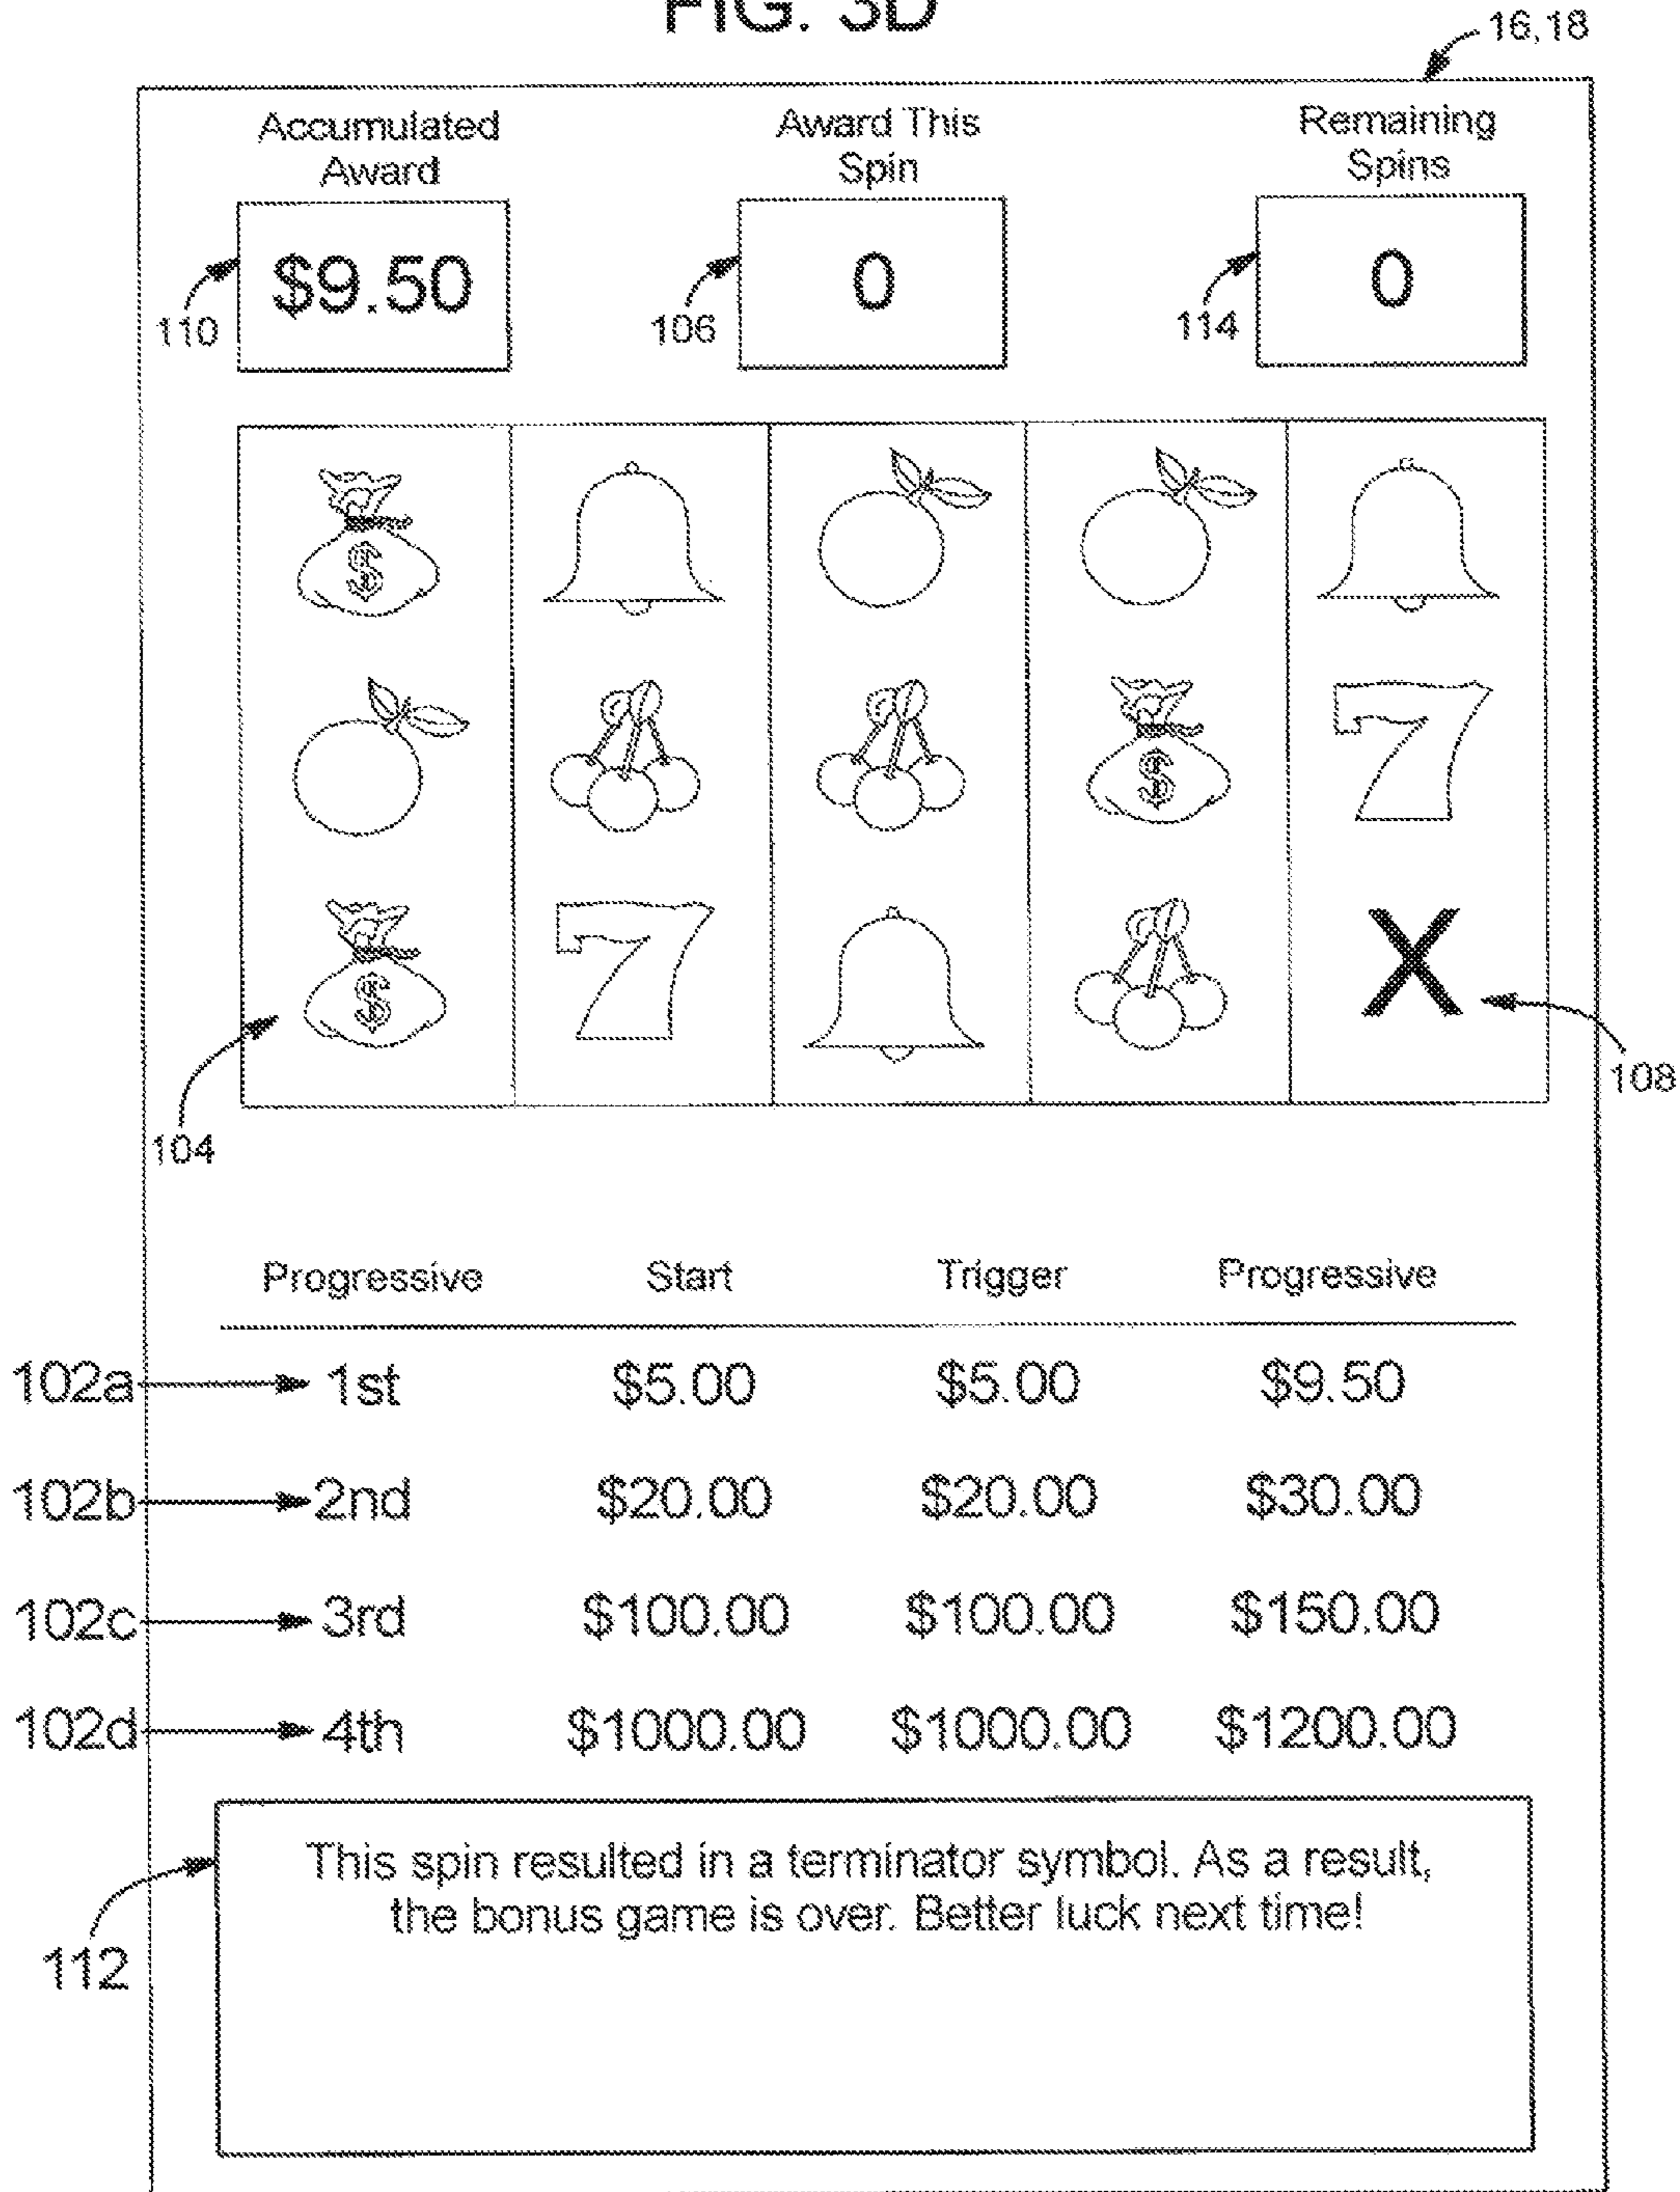 FIG. 3D
16,18
Accumulated Award This Remaining
Award Spin Spins
$9.50 0 0
110 106 114
$
7
$
$ 7 X
104 108
Progressive Start Trigger Progressive
102a 1st $5.00 $5.00 $9.50
102b 2nd $20.00 $20.00 $30.00
102c 3rd $100.00 $100.00 $150.00
102d 4th $1000.00 $1000.00 $1200.00
This spin resulted in a terminator symbol. As a result,
the bonus game is over. Better luck next time!
112